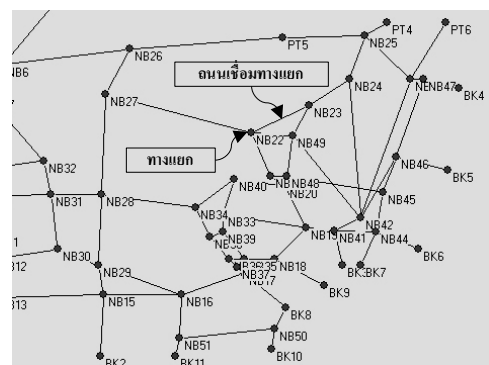 PT4
PT6
PT5
NB25
NB26
NB6
ถนนเชื่อมทางแยก
NB24
NB47
BK4
NB27
NB23
NB22
NB49
ทางแยก
NB32
NB46
BK5
NB40
NB48
NB31
NB28
NB20
NB45
NB34
NB33
NB42
NB39
NB41
NB44
BK6
NB30
NB29
NB18
NB37
BK7
BK9
NB15
NB16
BK8
NB51
NB50
BK2
BK11
BK10